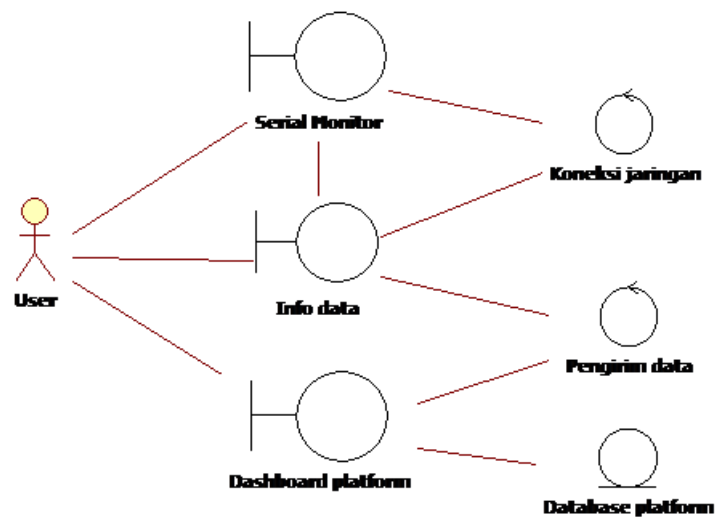 Serial Monitor
Koneksi jaringan
User
Info data
Pengirim data
Dashboard platform
Database platform